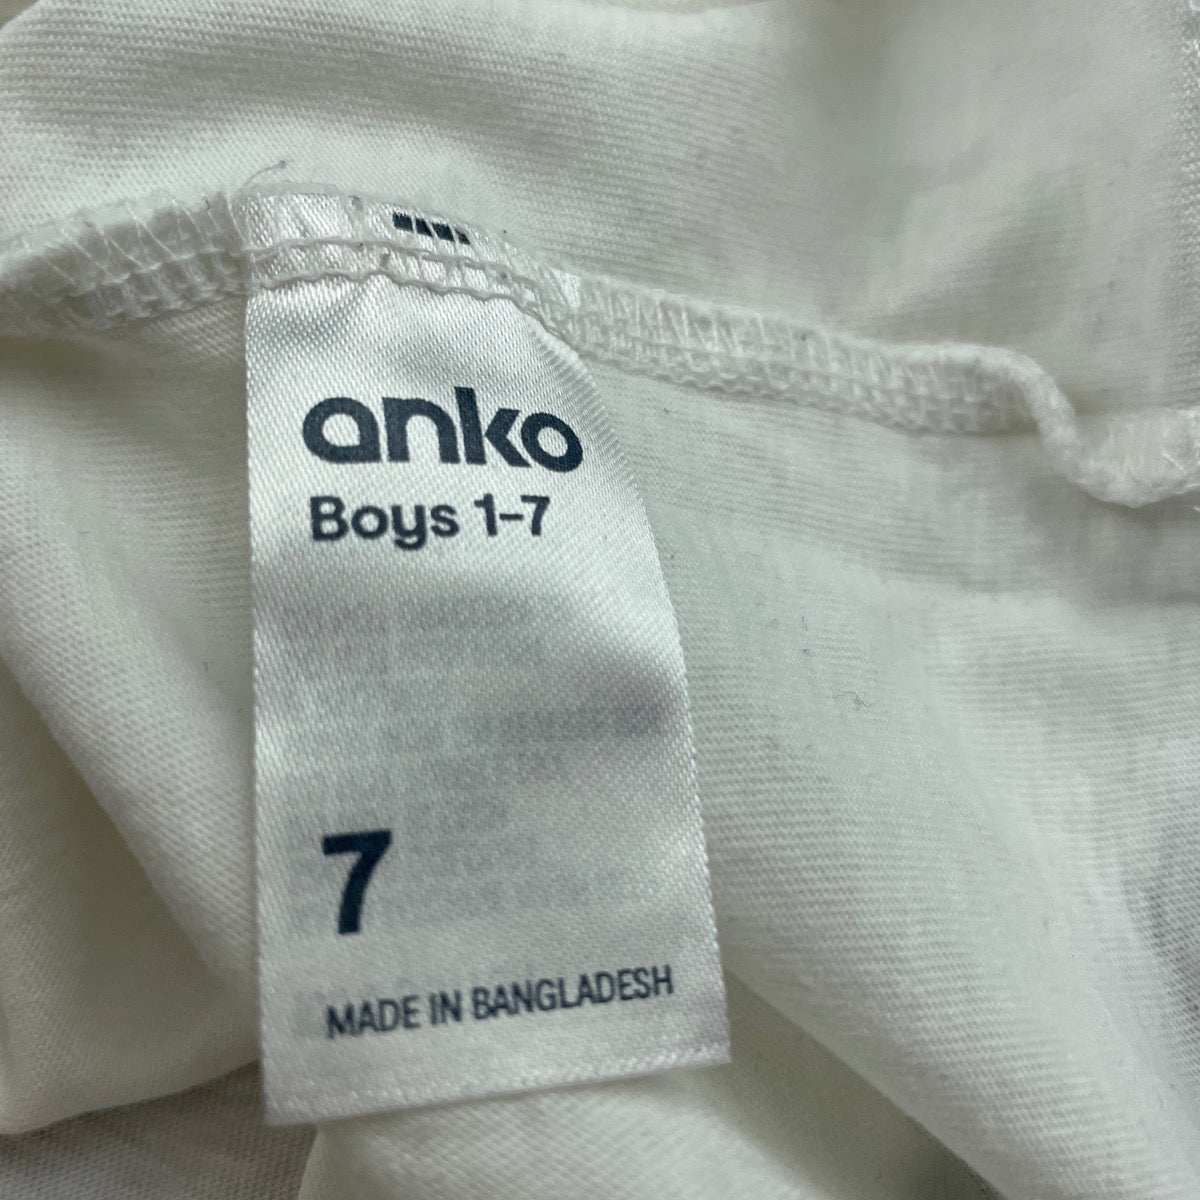 anko
Boys 1-7
7
MADE IN BANGLADESH